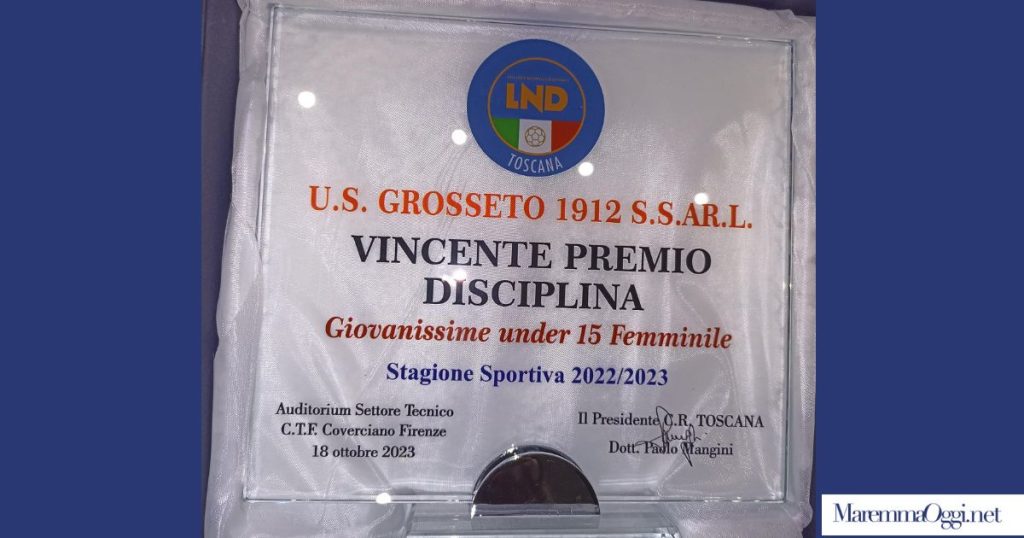 LND
TOSCANA
U.S. GROSSETO 1912 S.S.AR.L.
VINCENTE PREMIO
DISCIPLINA
Giovanissime under 15 Femminile
Stagione Sportiva 2022/2023
Auditorium Settore Tecnico
C.T.F. Coverciano Firenze
18 ottobre 2023
Il Presidente C.R. TOSCANA
Dott. Paolo Mangini
MaremmaOggi.net